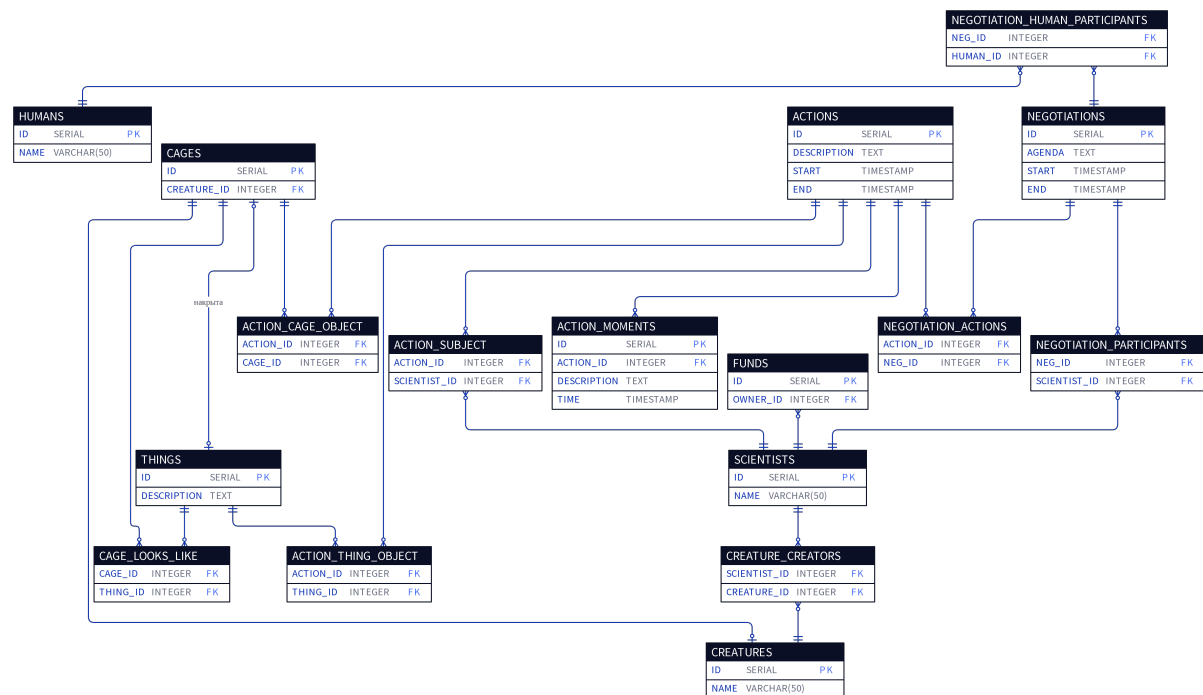 NEGOTIATION_HUMAN_PARTICIPANTS
NEG_ID INTEGER FK
HUMAN_ID INTEGER FK
HUMANS
ID SERIAL PK
NAME VARCHAR(50)
CAGES
ID SERIAL PK
CREATURE_ID INTEGER FK
ACTIONS
ID SERIAL PK
DESCRIPTION TEXT
START TIMESTAMP
END TIMESTAMP
NEGOTIATIONS
ID SERIAL PK
AGENDA TEXT
START TIMESTAMP
END TIMESTAMP
накрыта
ACTION_CAGE_OBJECT
ACTION_ID INTEGER FK
CAGE_ID INTEGER FK
ACTION_SUBJECT
ACTION_ID INTEGER FK
SCIENTIST_ID INTEGER FK
ACTION_MOMENTS
ID SERIAL PK
ACTION_ID INTEGER FK
DESCRIPTION TEXT
TIME TIMESTAMP
FUNDS
ID SERIAL PK
OWNER_ID INTEGER FK
NEGOTIATION_ACTIONS
ACTION_ID INTEGER FK
NEG_ID INTEGER FK
NEGOTIATION_PARTICIPANTS
NEG_ID INTEGER FK
SCIENTIST_ID INTEGER FK
THINGS
ID SERIAL PK
DESCRIPTION TEXT
SCIENTISTS
ID SERIAL PK
NAME VARCHAR(50)
CAGE_LOOKS_LIKE
CAGE_ID INTEGER FK
THING_ID INTEGER FK
ACTION_THING_OBJECT
ACTION_ID INTEGER FK
THING_ID INTEGER FK
CREATURE_CREATORS
SCIENTIST_ID INTEGER FK
CREATURE_ID INTEGER FK
CREATURES
ID SERIAL PK
NAME VARCHAR(50)